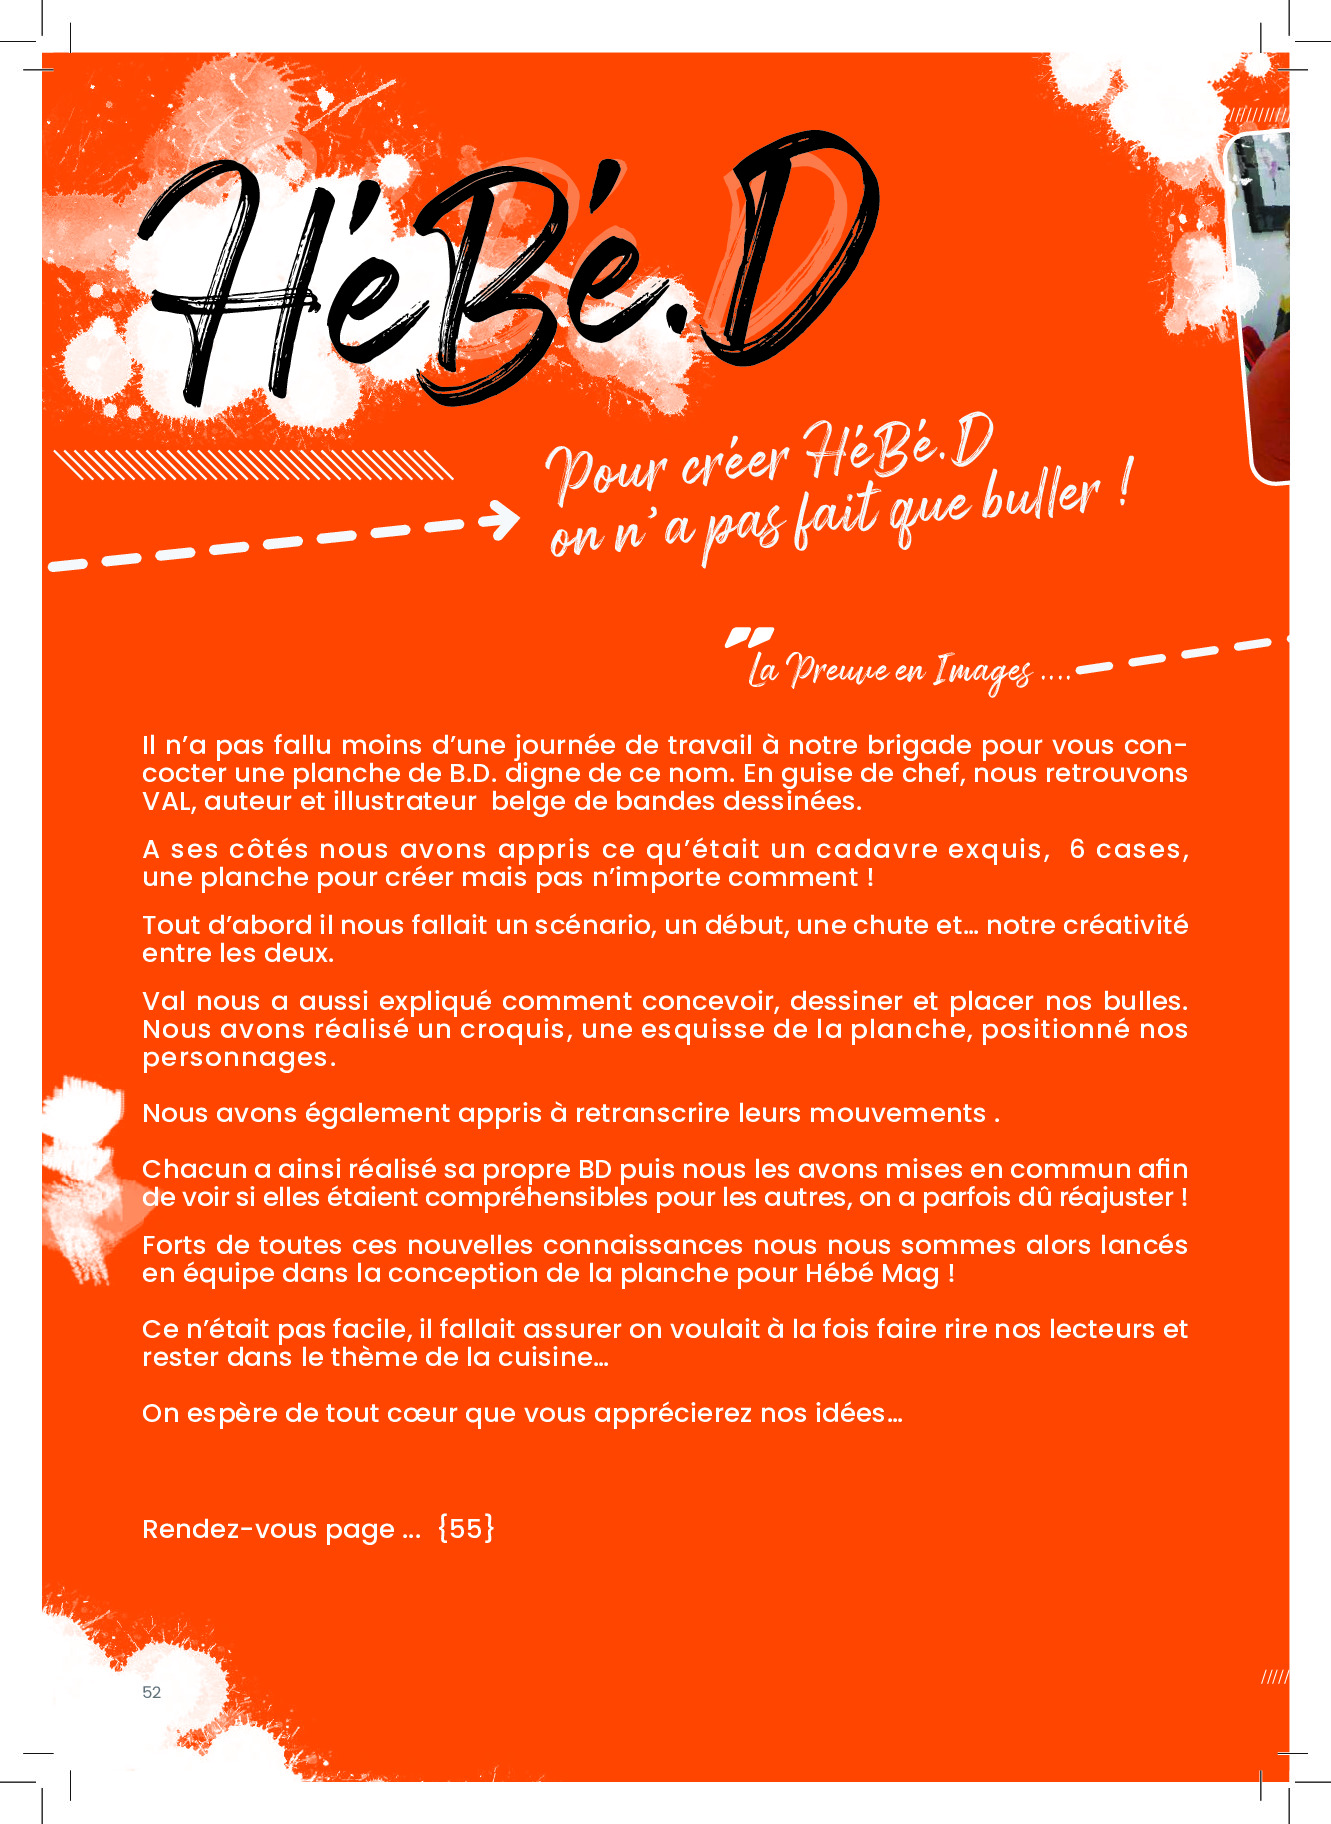 HéBé.D
Pour créer HéBé.D
on n'a pas fait que buller !
"La Preuve en Images ....
Il n'a pas fallu moins d'une journée de travail à notre brigade pour vous con-
cocter une planche de B.D. digne de ce nom. En guise de chef, nous retrouvons
VAL, auteur et illustrateur  belge de bandes dessinées.
A ses côtés nous avons appris ce qu'était un cadavre exquis,  6 cases,
une planche pour créer mais pas n'importe comment !
Tout d'abord il nous fallait un scénario, un début, une chute et... notre créativité
entre les deux.
Val nous a aussi expliqué comment concevoir, dessiner et placer nos bulles.
Nous avons réalisé un croquis, une esquisse de la planche, positionné nos
personnages.
Nous avons également appris à retranscrire leurs mouvements .
Chacun a ainsi réalisé sa propre BD puis nous les avons mises en commun afin
de voir si elles étaient compréhensibles pour les autres, on a parfois dû réajuster !
Forts de toutes ces nouvelles connaissances nous nous sommes alors lancés
en équipe dans la conception de la planche pour Hébé Mag !
Ce n'était pas facile, il fallait assurer on voulait à la fois faire rire nos lecteurs et
rester dans le thème de la cuisine...
On espère de tout cœur que vous apprécierez nos idées...
Rendez-vous page ...  {55}
52